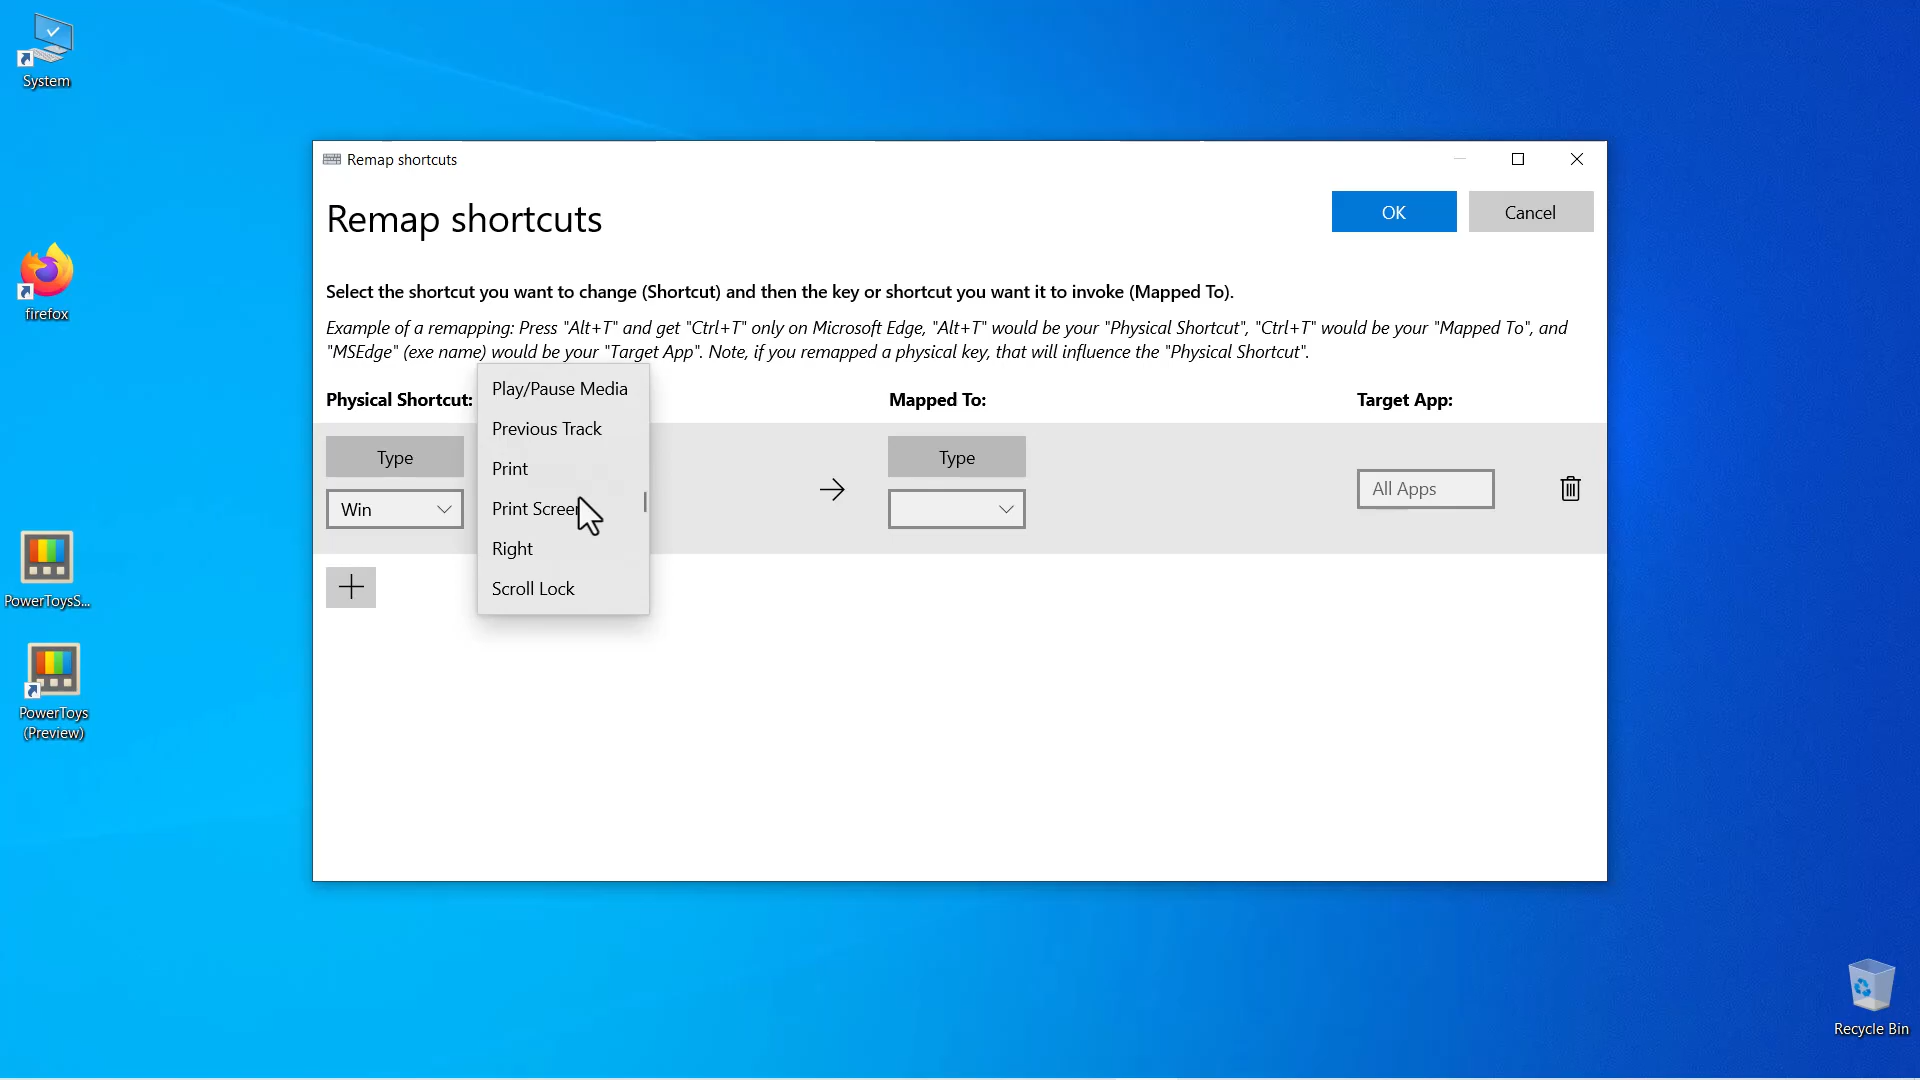 System
firefox
PowerToysS...
PowerToys
(Preview)
Remap shortcuts
Remap shortcuts
OK
Cancel
Select the shortcut you want to change (Shortcut) and then the key or shortcut you want it to invoke (Mapped To).
Example of a remapping: Press "Alt+T" and get "Ctrl+T" only on Microsoft Edge, "Alt+T" would be your "Physical Shortcut", "Ctrl+T" would be your "Mapped To", and
"MSEdge" (exe name) would be your "Target App". Note, if you remapped a physical key, that will influence the "Physical Shortcut".
Physical Shortcut:
Mapped To:
Target App:
Type
Win
Play/Pause Media
Previous Track
Print
Print Screen
Right
Scroll Lock
Type
All Apps
Recycle Bin